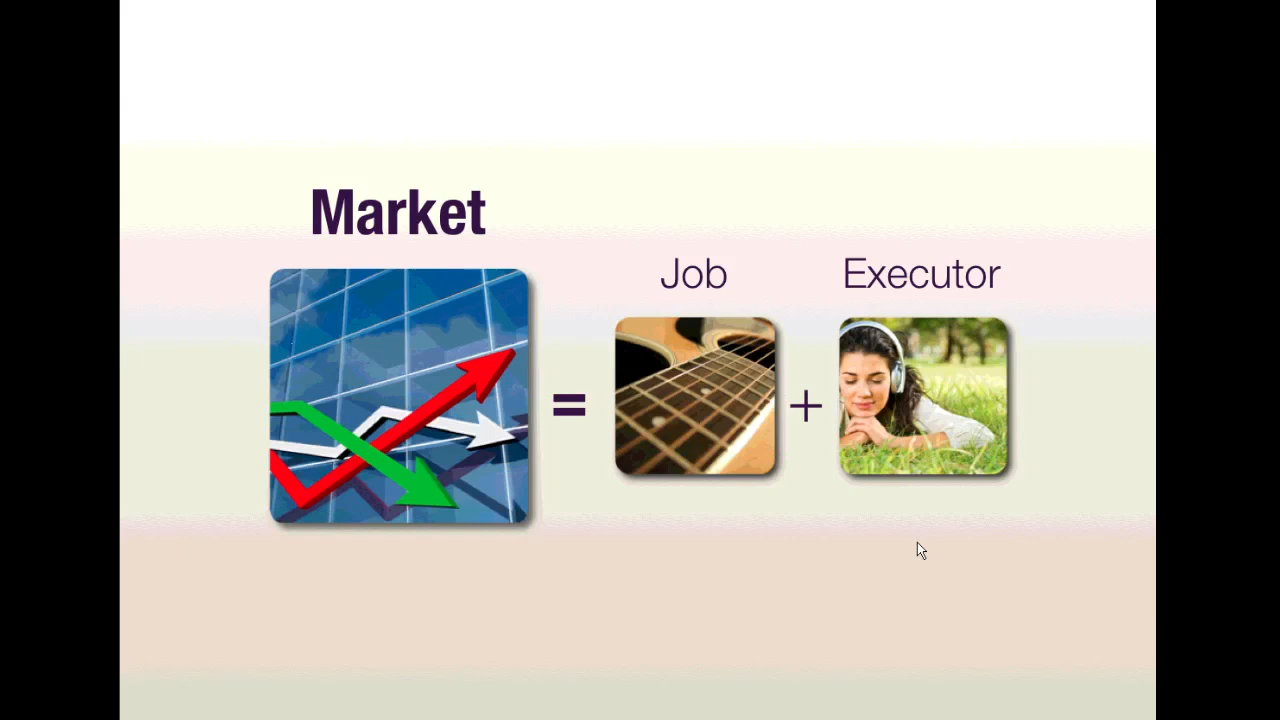 Market
Job
Executor
= +